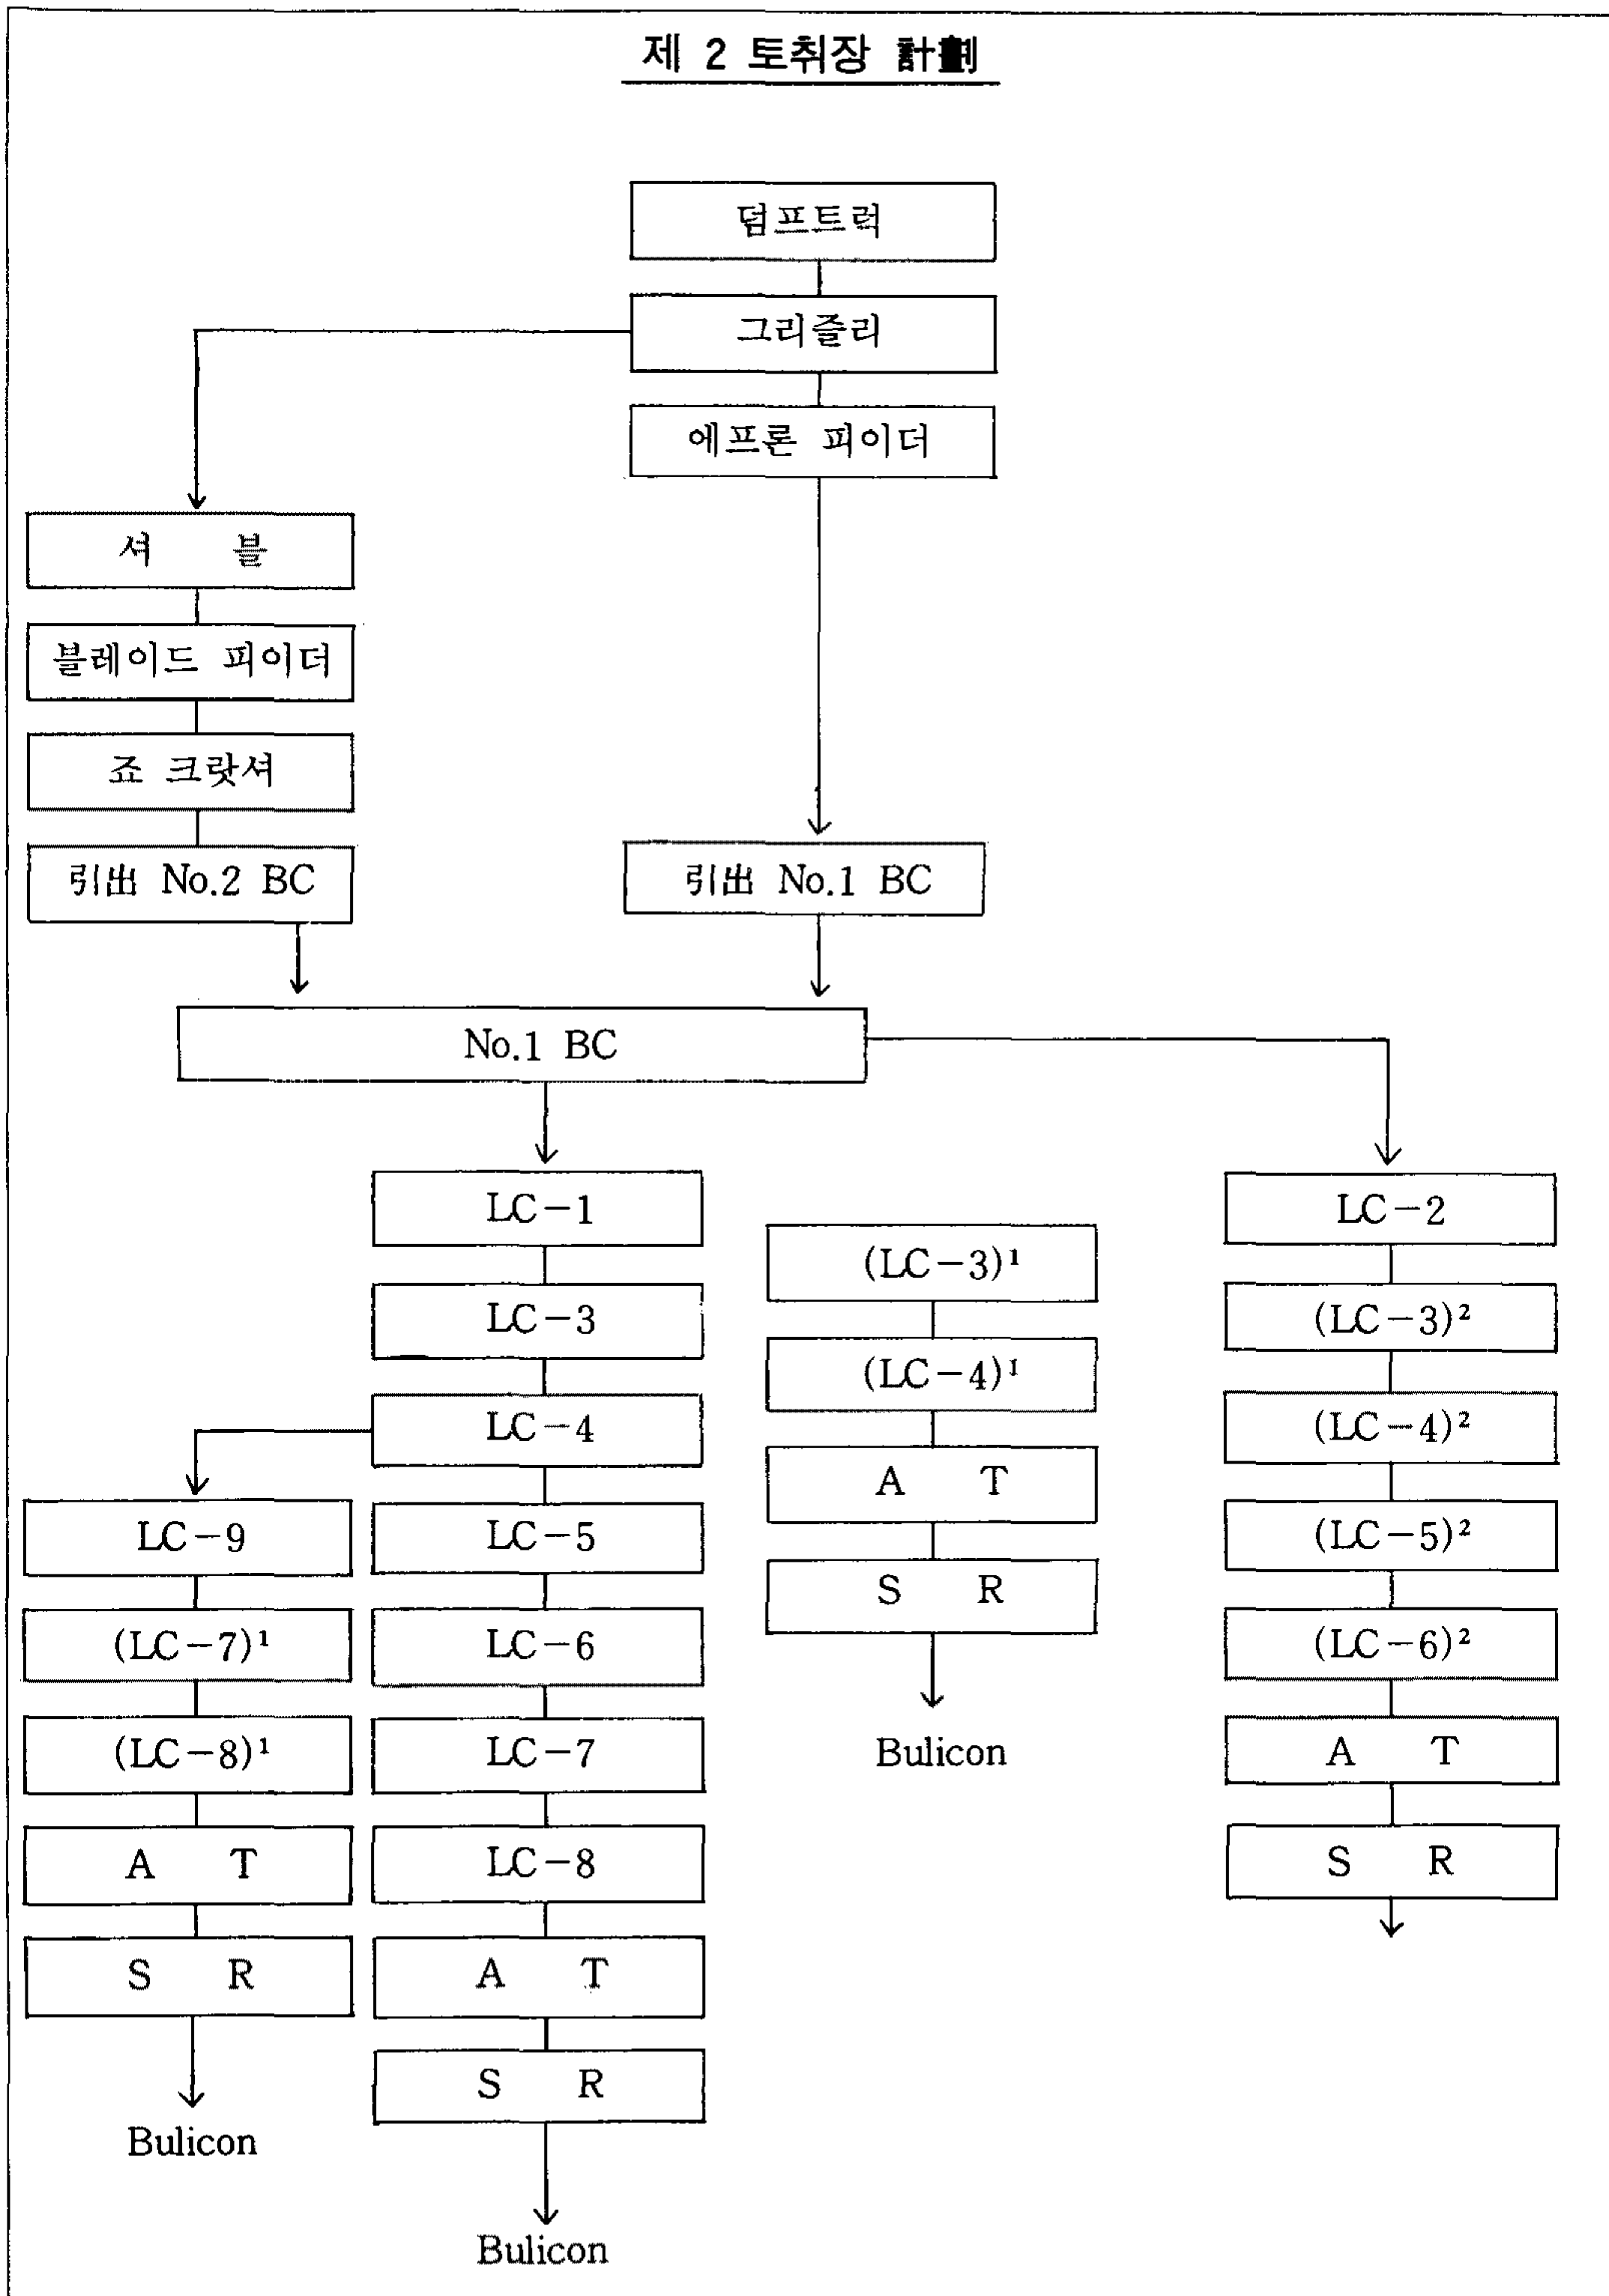 제 2 토취장 計劃
덤프트럭
그리즐리
에프론 피이더
셔 블
블레이드 피이더
죠 크랏셔
引出 No.2 BC
引出 No.1 BC
No.1 BC
LC-1
LC-3
LC-4
LC-5
LC-6
LC-7
LC-8
A T
S R
Bulicon
LC-9
(LC-7)¹
(LC-8)¹
A T
S R
Bulicon
(LC-3)¹
(LC-4)¹
A T
S R
Bulicon
LC-2
(LC-3)²
(LC-4)²
(LC-5)²
(LC-6)²
A T
S R